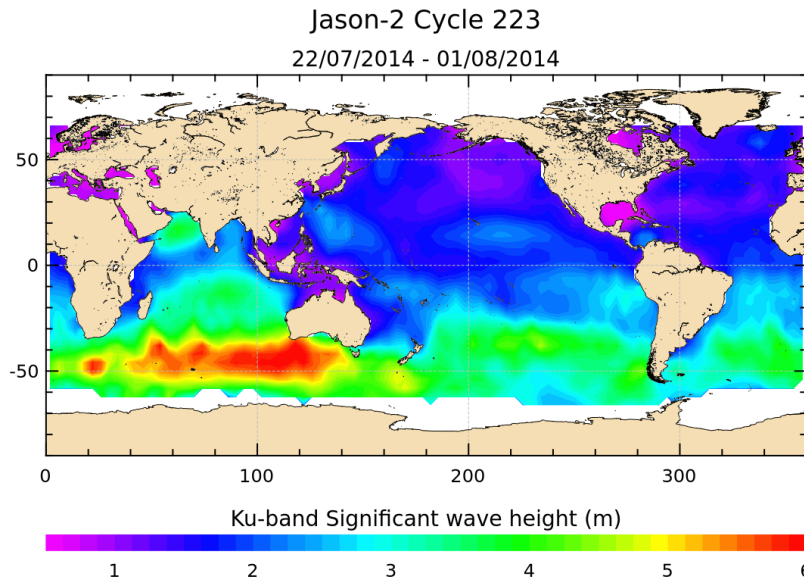 Jason-2 Cycle 223
22/07/2014 - 01/08/2014
50
0
-50
0 100 200 300
Ku-band Significant wave height (m)
1 2 3 4 5 6